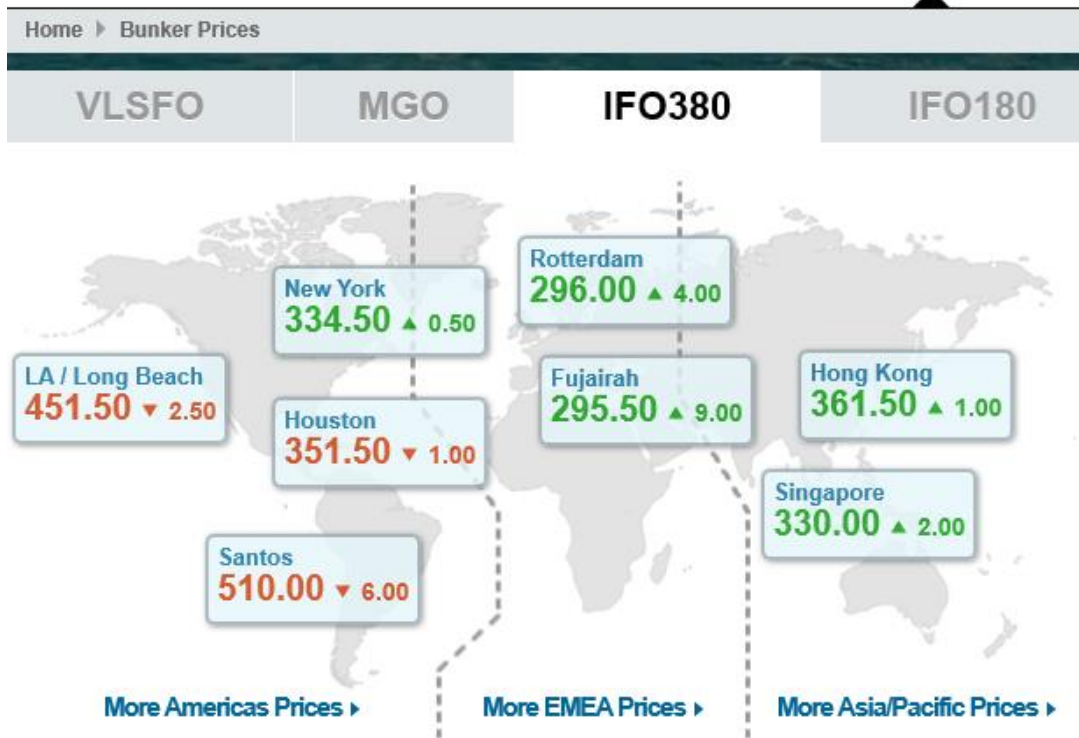 Home ▶ Bunker Prices
VLSFO MGO IFO380 IFO180
Rotterdam
296.00 ▲ 4.00
New York
334.50 ▲ 0.50
LA / Long Beach
451.50 ▼ 2.50
Fujairah
295.50 ▲ 9.00
Hong Kong
361.50 ▲ 1.00
Houston
351.50 ▼ 1.00
Singapore
330.00 ▲ 2.00
Santos
510.00 ▼ 6.00
More Americas Prices ▸ More EMEA Prices ▸ More Asia/Pacific Prices ▸